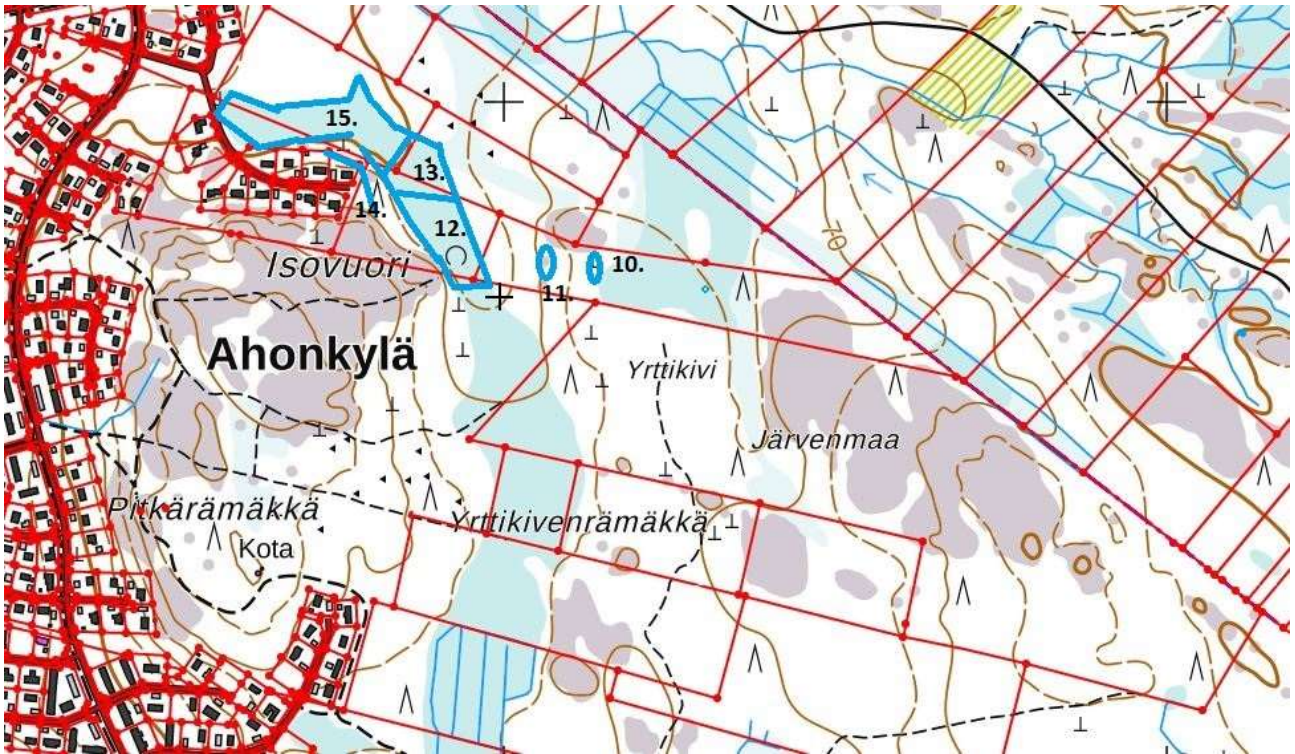 15.
13.
14.
12.
10.
11.
70
Isovuori
Ahonkylä
Yrttikivi
Järvenmaa
Pitkärämäkkä
Yrttikivenrämäkkä
Kota